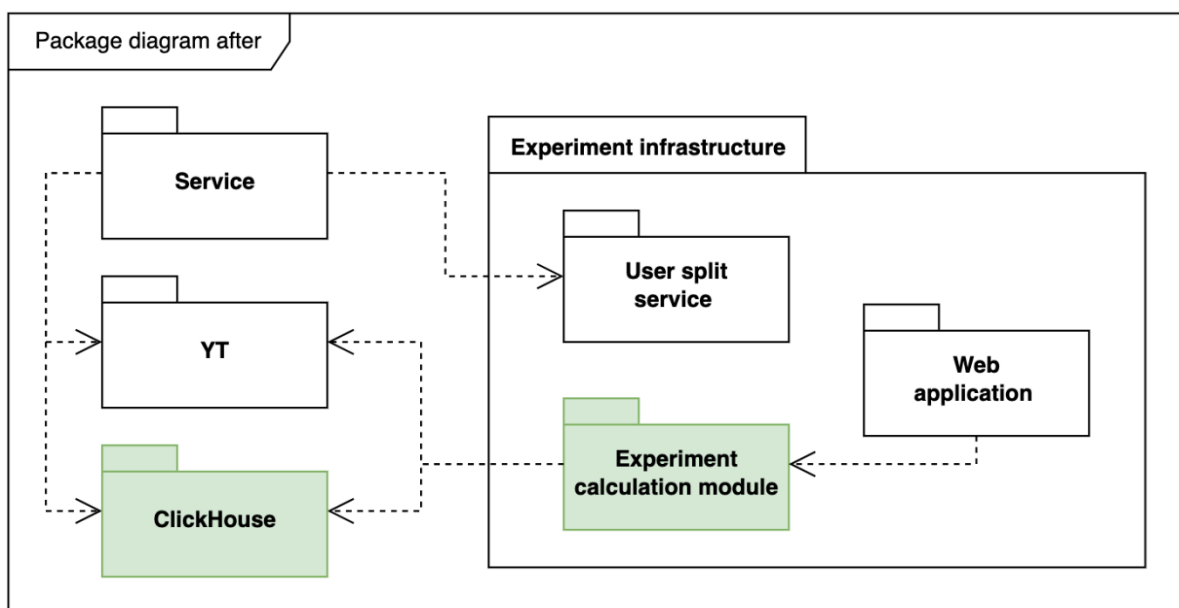 Package diagram after
Service
Experiment infrastructure
User split
service
YT
Web
application
Experiment
calculation module
ClickHouse